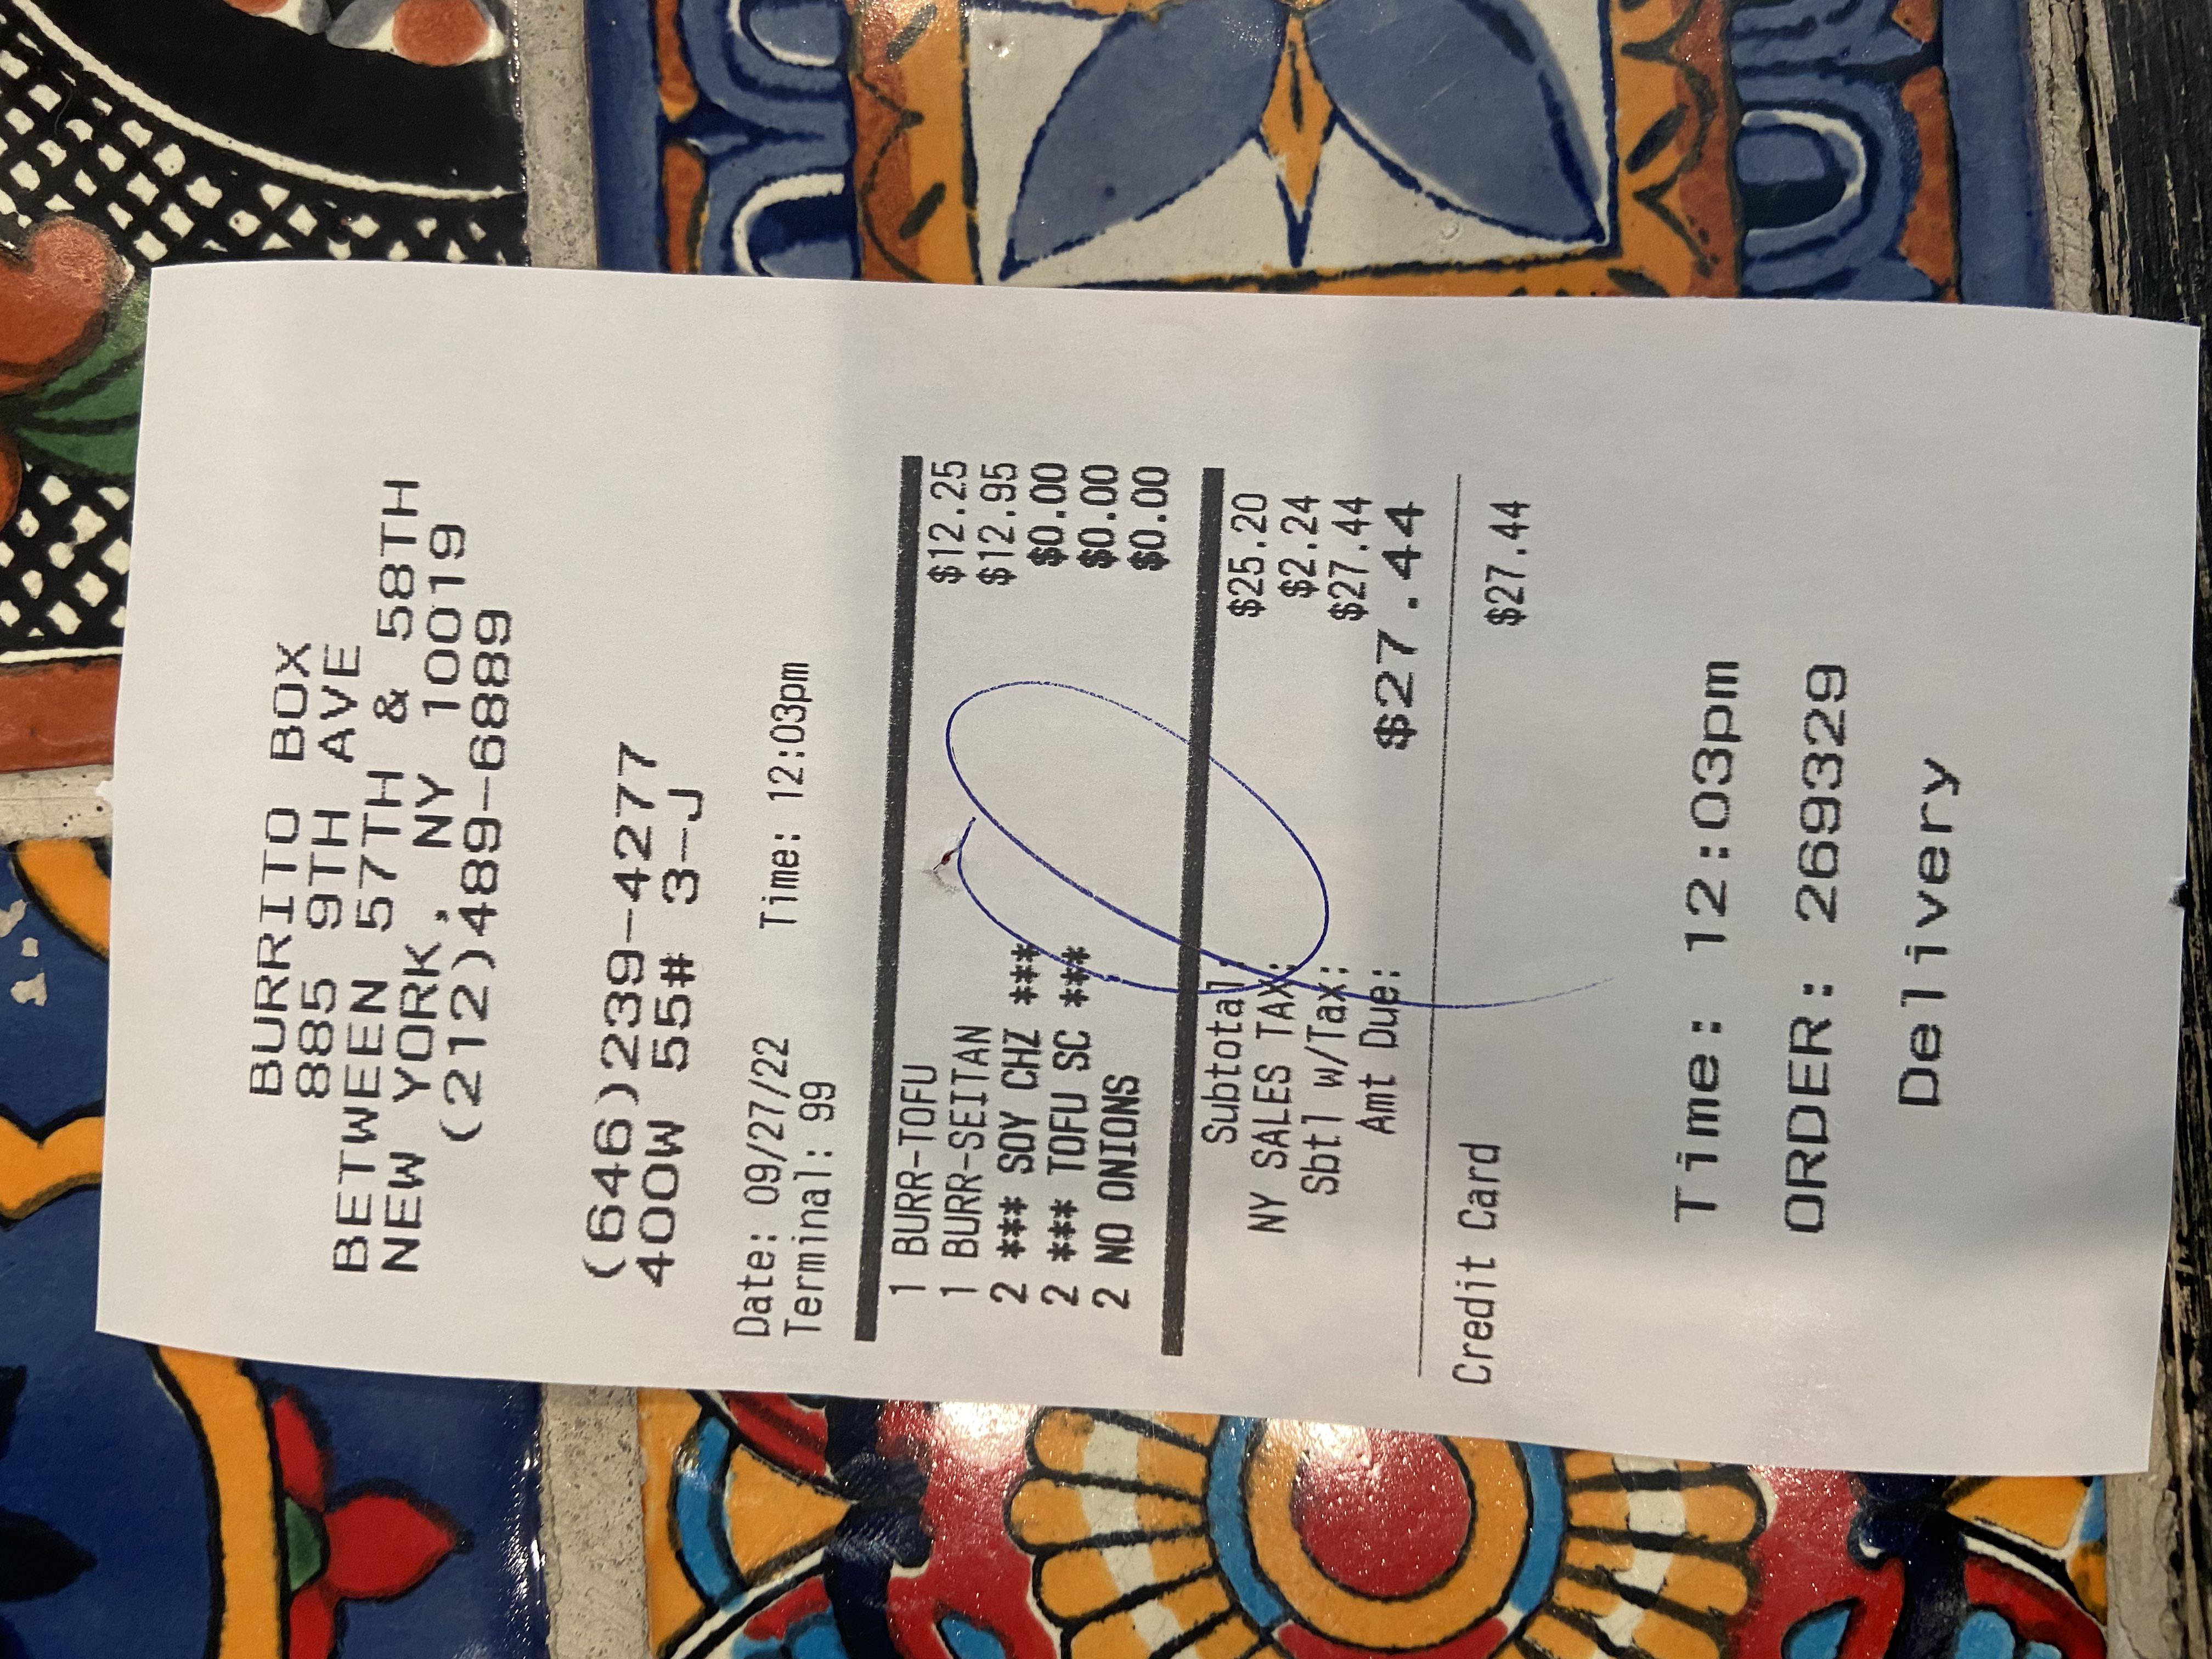 BURRITO BOX
885 9TH AVE
BETWEEN 57TH & 58TH
NEW YORK, NY 10019
(212)489-6889
(646)239-4277
400W 55# 3-J
Date: 09/27/22 Time: 12:03pm
Terminal: 99
1 BURR-TOFU $12.25
1 BURR-SEITAN $12.95
2 *** SOY CHZ *** $0.00
2 *** TOFU SC *** $0.00
2 NO ONIONS $0.00
Subtotal: $25.20
NY SALES TAX: $2.24
Sbtl w/Tax: $27.44
Amt Due: $27.44
Credit Card $27.44
Time: 12:03pm
ORDER: 269329
Delivery